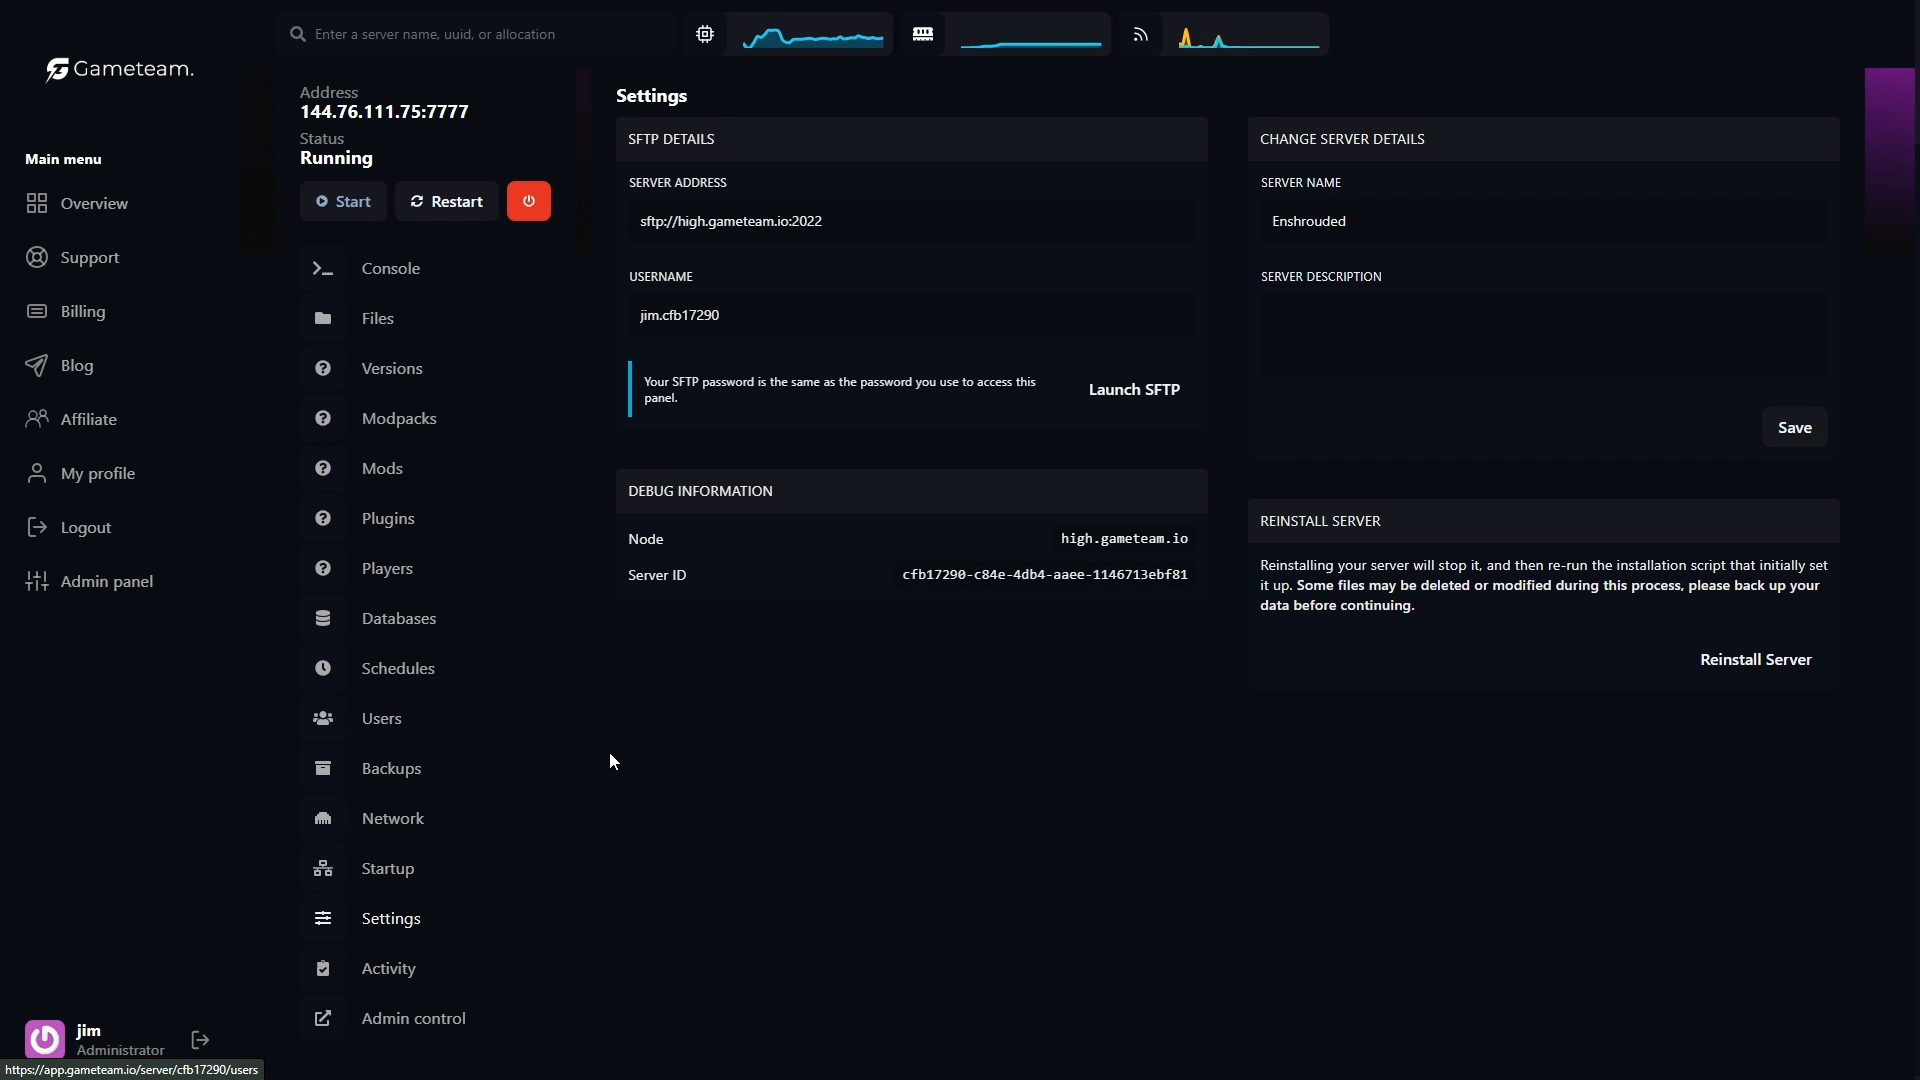 Enter a server name, uuid, or allocation
Gameteam.
Main menu
Overview
Support
Billing
Blog
Affiliate
My profile
Logout
Admin panel
jim
Administrator
https://app.gameteam.io/server/cfb17290/users
Address
144.76.111.75:7777
Status
Running
Start
Restart
Console
Files
Versions
Modpacks
Mods
Plugins
Players
Databases
Schedules
Users
Backups
Network
Startup
Settings
Activity
Admin control
Settings
SFTP DETAILS
SERVER ADDRESS
sftp://high.gameteam.io:2022
USERNAME
jim.cfb17290
Your SFTP password is the same as the password you use to access this
panel.
Launch SFTP
DEBUG INFORMATION
Node high.gameteam.io
Server ID cfb17290-c84e-4db4-aaee-1146713ebf81
CHANGE SERVER DETAILS
SERVER NAME
Enshrouded
SERVER DESCRIPTION
Save
REINSTALL SERVER
Reinstalling your server will stop it, and then re-run the installation script that initially set
it up. Some files may be deleted or modified during this process, please back up your
data before continuing.
Reinstall Server